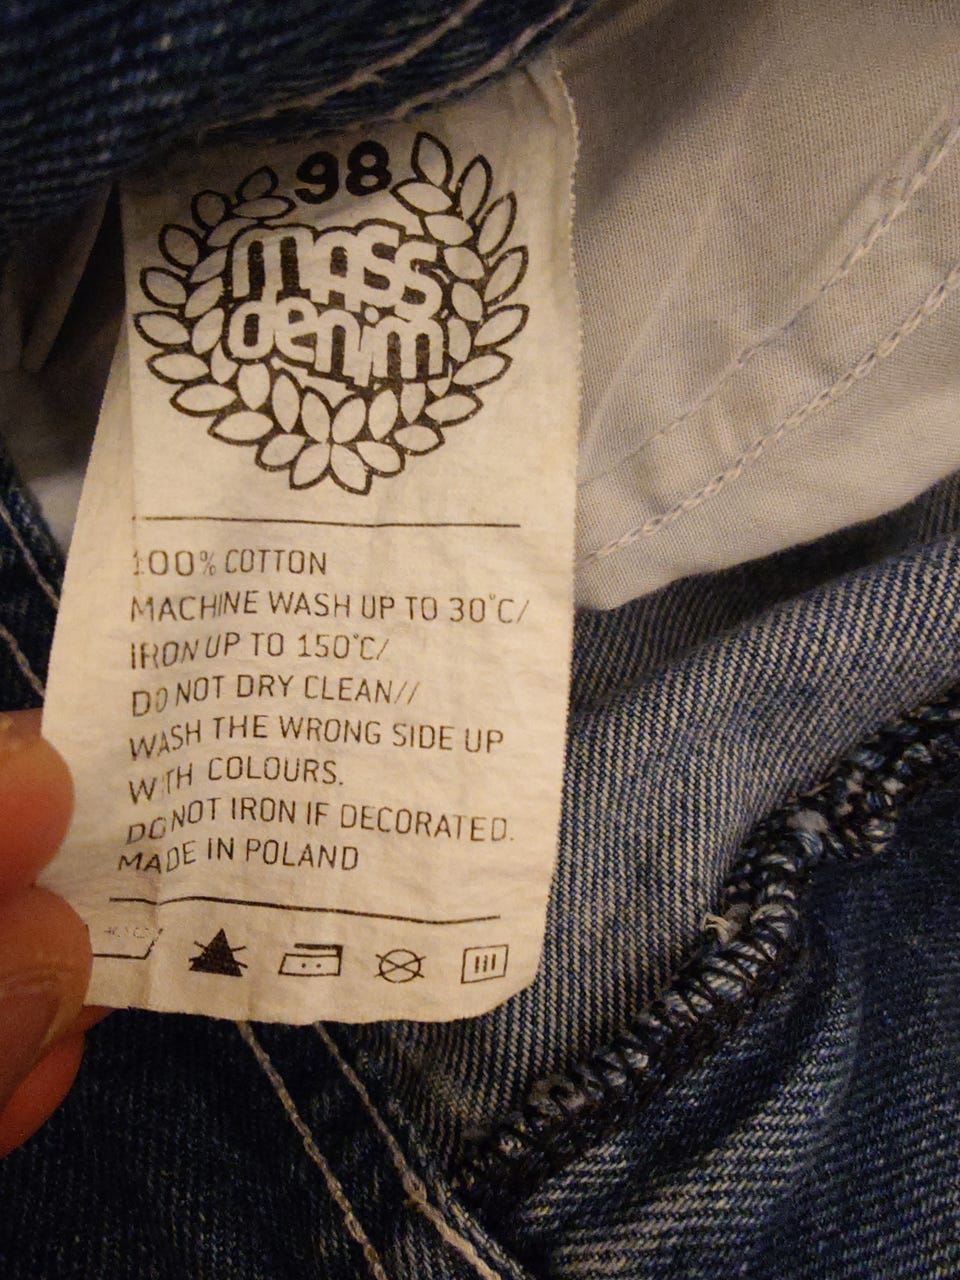 98
mass
denim
100% COTTON
MACHINE WASH UP TO 30°C/
IRON UP TO 150°C/
DO NOT DRY CLEAN//
WASH THE WRONG SIDE UP
WITH COLOURS.
DO NOT IRON IF DECORATED.
MADE IN POLAND